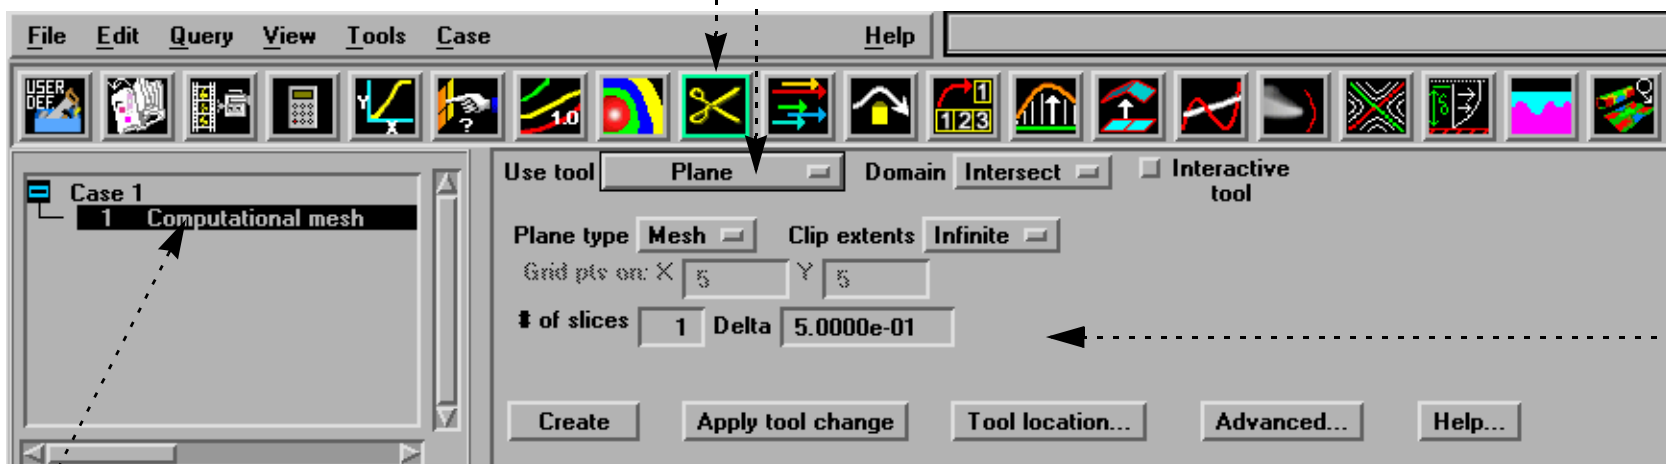 File Edit Query View Tools Case Help
USER
DEF
Y
X
?
1.0
1
1 2 3
Case 1
1 Computational mesh
Use tool Plane Domain Intersect Interactive
tool
Plane type Mesh Clip extents Infinite
Grid pts on: X 5 Y 5
# of slices 1 Delta 5.0000e-01
Create Apply tool change Tool location... Advanced... Help...